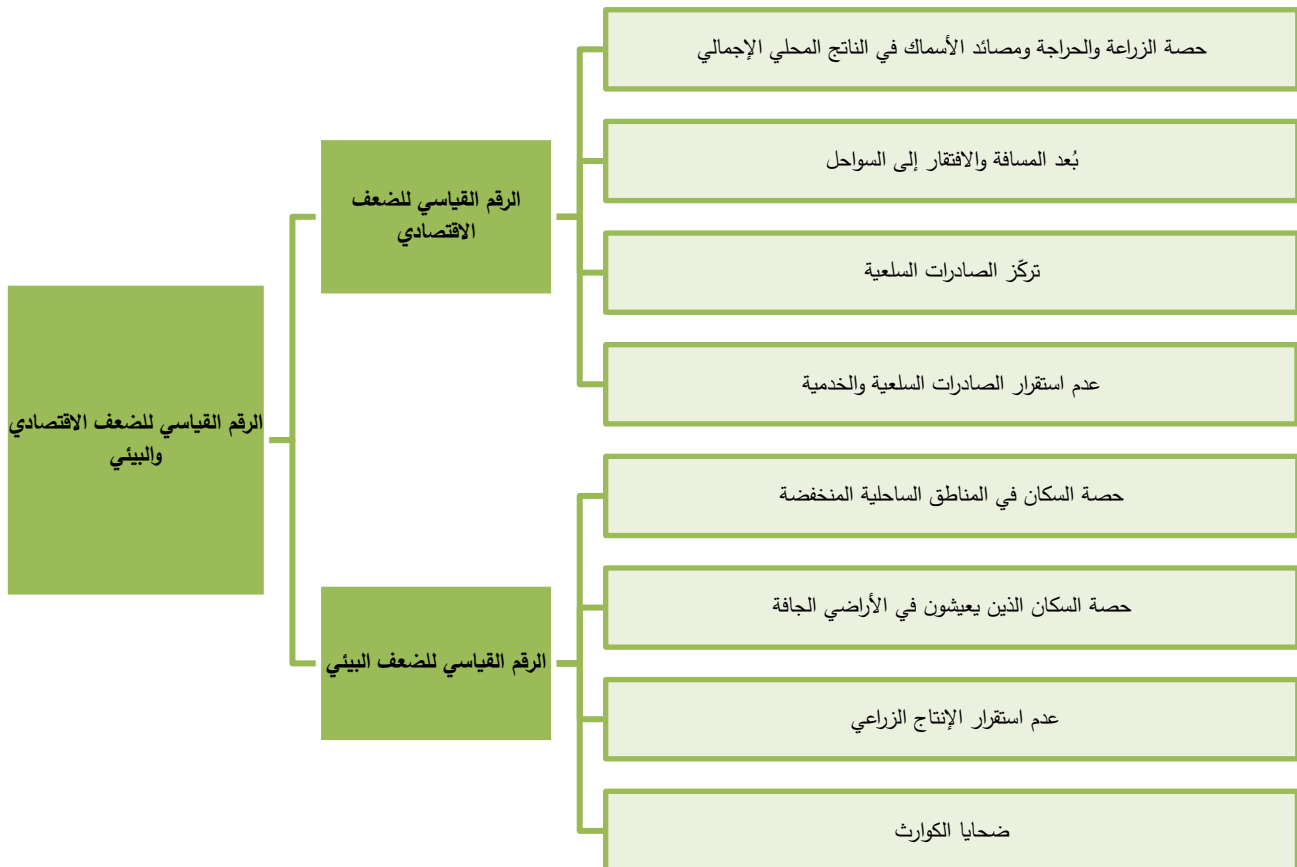 الرقم القياسي للضعف الاقتصادي
والبيئي
الرقم القياسي للضعف
الاقتصادي
حصة الزراعة والحراجة ومصائد الأسماك في الناتج المحلي الإجمالي
بُعد المسافة والافتقار إلى السواحل
تركّز الصادرات السلعية
عدم استقرار الصادرات السلعية والخدمية
الرقم القياسي للضعف البيئي
حصة السكان في المناطق الساحلية المنخفضة
حصة السكان الذين يعيشون في الأراضي الجافة
عدم استقرار الإنتاج الزراعي
ضحايا الكوارث